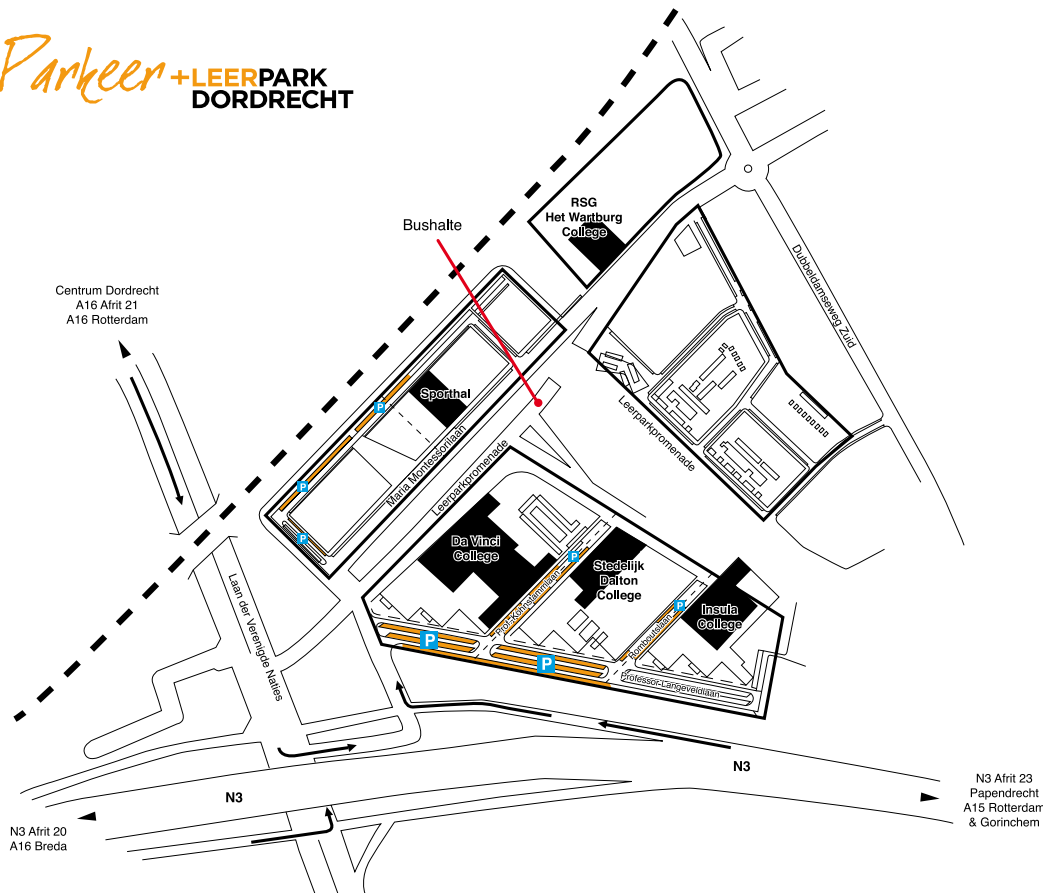 Parkeer +LEERPARK
DORDRECHT
RSG
Het Wartburg
College
Bushalte
Dubbeldamseweg Zuid
Centrum Dordrecht
A16 Afrit 21
A16 Rotterdam
Sporthal
P
Leerparkpromenade
Maria Montessorilaan
Leerparkpromenade
P
P
Da Vinci
College
P
Stedelijk
Dalton
College
Prof. Kohnstammlaan
P
Insula
College
Romboutslaan
Laan der Verenigde Naties
P
P
Professor Langeveldlaan
N3
N3
N3 Afrit 23
Papendrecht
A15 Rotterdam
& Gorinchem
N3 Afrit 20
A16 Breda